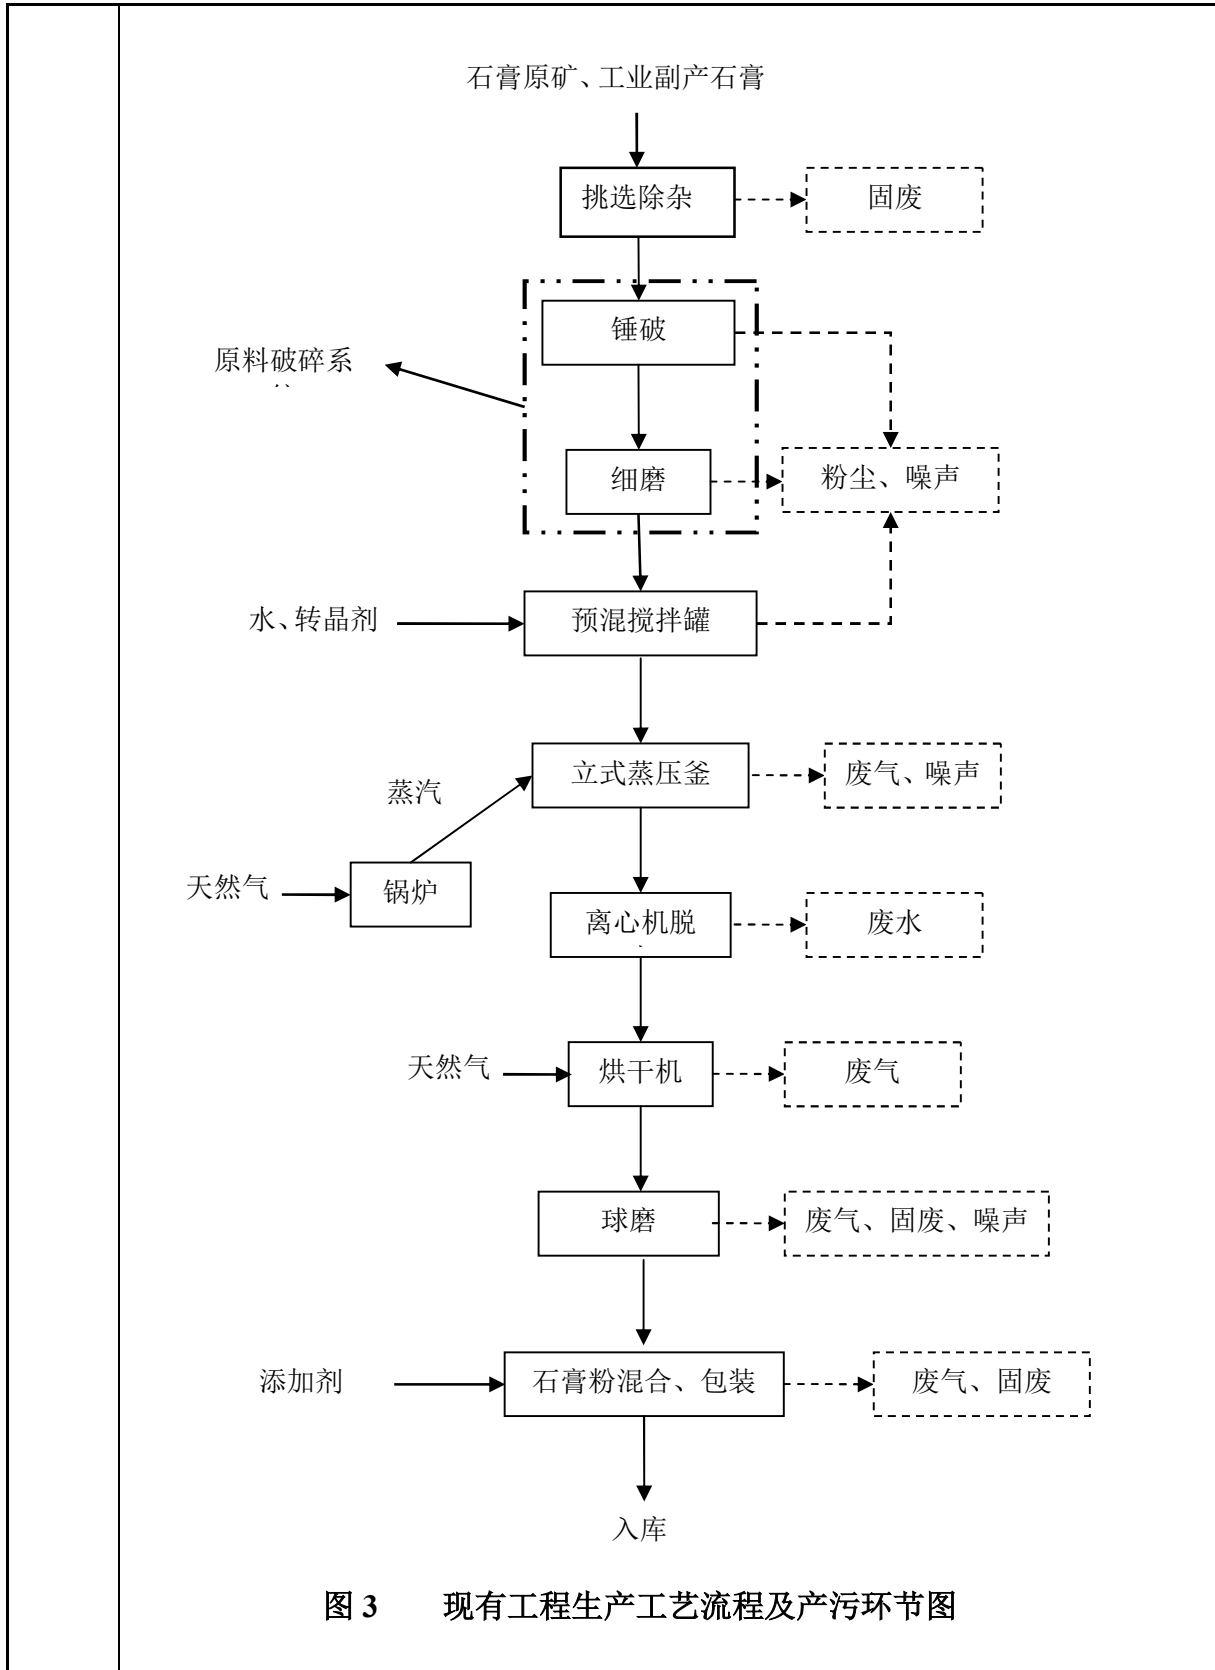 石膏原矿、工业副产石膏
挑选除杂
固废
锤破
原料破碎系
细磨
粉尘、噪声
水、转晶剂
预混搅拌罐
立式蒸压釜
废气、噪声
蒸汽
天然气
锅炉
离心机脱
废水
天然气
烘干机
废气
球磨
废气、固废、噪声
添加剂
石膏粉混合、包装
废气、固废
入库
图 3 现有工程生产工艺流程及产污环节图